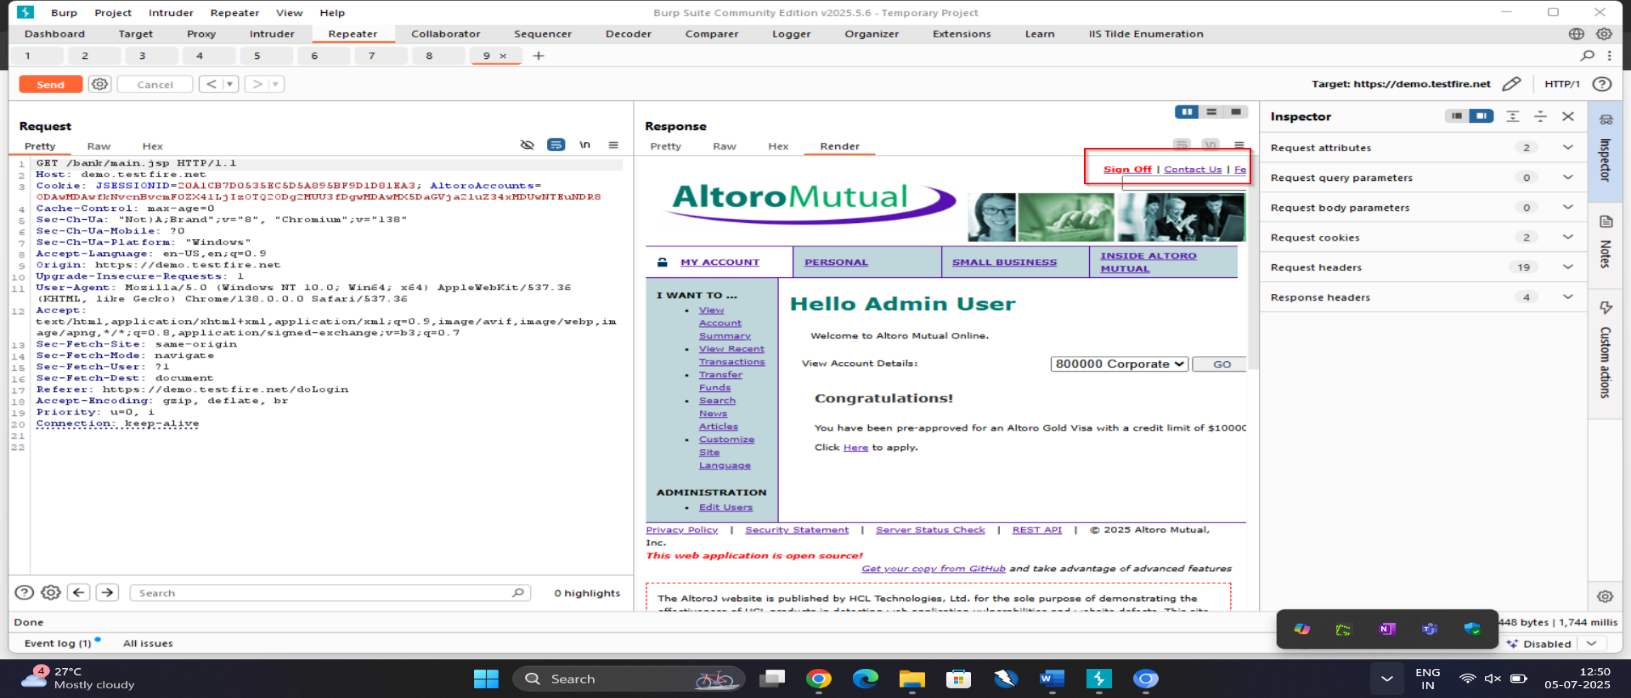 Burp Project Intruder Repeater View Help
Burp Suite Community Edition v2025.5.6 - Temporary Project
Dashboard Target Proxy Intruder Repeater Collaborator Sequencer Decoder Comparer Logger Organizer Extensions Learn IIS Tilde Enumeration
1 2 3 4 5 6 7 8 9 × +
Send Cancel < >
Target: https://demo.testfire.net HTTP/1
Request
Pretty Raw Hex
\n
1 GET /bank/main.jsp HTTP/1.1
2 Host: demo.testfire.net
3 Cookie: JSESSIONID=20A1CB7D0535EC5D5A895BF9D1D81EA3; AltoroAccounts=
4 Cache-Control: max-age=0
5 Sec-Ch-Ua: "Not)A;Brand";v="8", "Chromium";v="138"
6 Sec-Ch-Ua-Mobile: ?0
7 Sec-Ch-Ua-Platform: "Windows"
8 Accept-Language: en-US,en;q=0.9
9 Origin: https://demo.testfire.net
10 Upgrade-Insecure-Requests: 1
11 User-Agent: Mozilla/5.0 (Windows NT 10.0; Win64; x64) AppleWebKit/537.36
(KHTML, like Gecko) Chrome/138.0.0.0 Safari/537.36
12 Accept:
text/html,application/xhtml+xml,application/xml;q=0.9,image/avif,image/webp,im
age/apng,*/*;q=0.8,application/signed-exchange;v=b3;q=0.7
13 Sec-Fetch-Site: same-origin
14 Sec-Fetch-Mode: navigate
15 Sec-Fetch-User: ?1
16 Sec-Fetch-Dest: document
17 Referer: https://demo.testfire.net/doLogin
18 Accept-Encoding: gzip, deflate, br
19 Priority: u=0, i
20 Connection: keep-alive
21
22
Search
0 highlights
Response
Pretty Raw Hex Render
\n
Sign Off | Contact Us | Fe
AltoroMutual
MY ACCOUNT PERSONAL SMALL BUSINESS INSIDE ALTORO
MUTUAL
I WANT TO ...
• View
Account
Summary
• View Recent
Transactions
• Transfer
Funds
• Search
News
Articles
• Customize
Site
Language
ADMINISTRATION
• Edit Users
Hello Admin User
Welcome to Altoro Mutual Online.
View Account Details: 800000 Corporate GO
Congratulations!
You have been pre-approved for an Altoro Gold Visa with a credit limit of $10000
Click Here to apply.
Privacy Policy | Security Statement | Server Status Check | REST API | © 2025 Altoro Mutual,
Inc.
This web application is open source!
Get your copy from GitHub and take advantage of advanced features
The AltoroJ website is published by HCL Technologies, Ltd. for the sole purpose of demonstrating the
effectiveness of HCL products in detecting web application vulnerabilities and website defects. This site
Inspector
Request attributes 2
Request query parameters 0
Request body parameters 0
Request cookies 2
Request headers 19
Response headers 4
Inspector
Notes
Custom actions
Done
448 bytes | 1,744 millis
Event log (1) All issues
Disabled
4
27°C
Mostly cloudy
Search
ENG
IN
12:50
05-07-2025